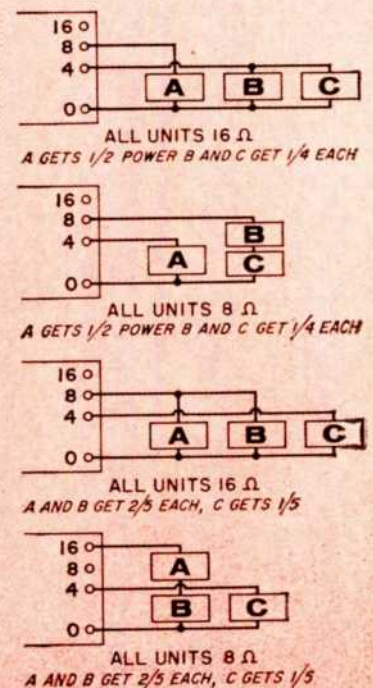 16
8
4
A B C
0
ALL UNITS 16 Ω
A GETS 1/2 POWER B AND C GET 1/4 EACH
16
8
B
4
A
C
0
ALL UNITS 8 Ω
A GETS 1/2 POWER B AND C GET 1/4 EACH
16
8
4
A B C
0
ALL UNITS 16 Ω
A AND B GET 2/5 EACH, C GETS 1/5
16
A
8
4
B C
0
ALL UNITS 8 Ω
A AND B GET 2/5 EACH, C GETS 1/5